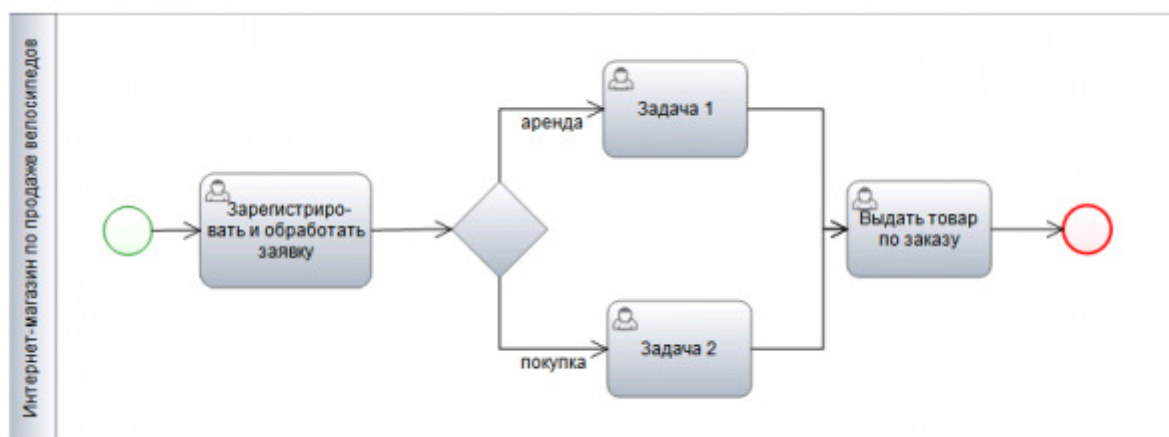 Интернет-магазин по продаже велосипедов
Зарегистриро-
вать и обработать
заявку
аренда
Задача 1
покупка
Задача 2
Выдать товар
по заказу